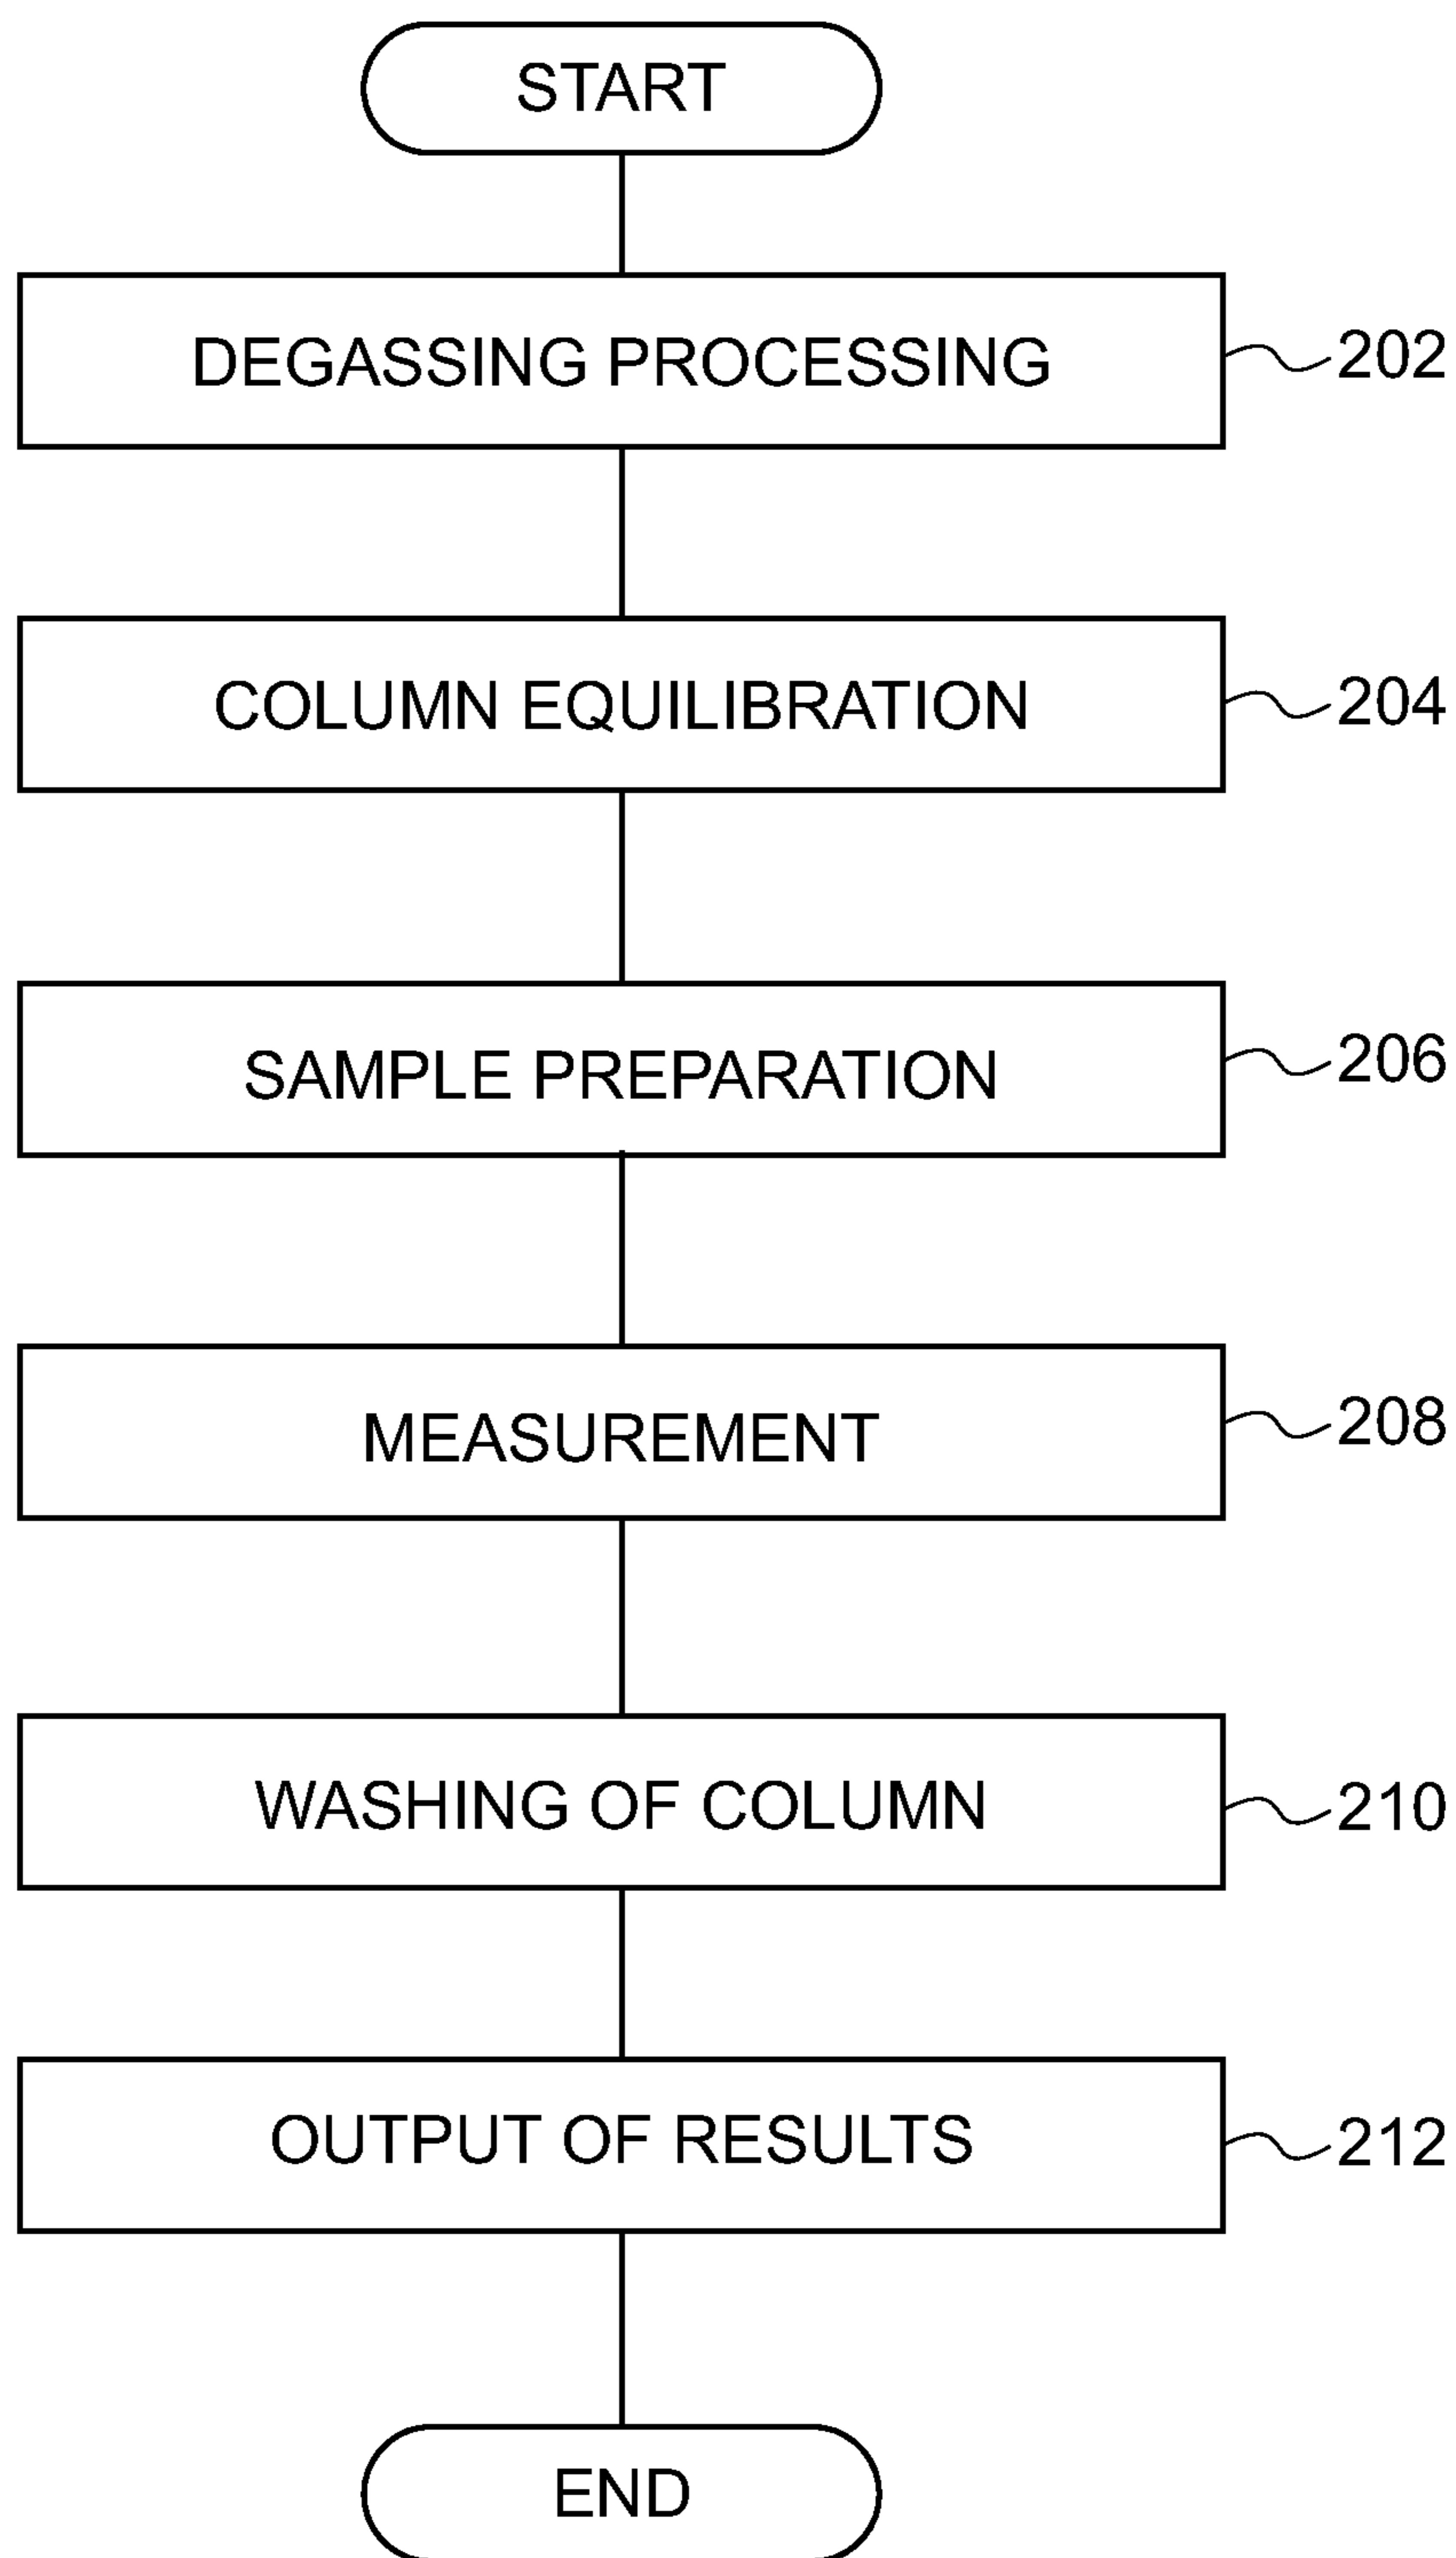 START
DEGASSING PROCESSING 202
COLUMN EQUILIBRATION 204
SAMPLE PREPARATION 206
MEASUREMENT 208
WASHING OF COLUMN 210
OUTPUT OF RESULTS 212
END